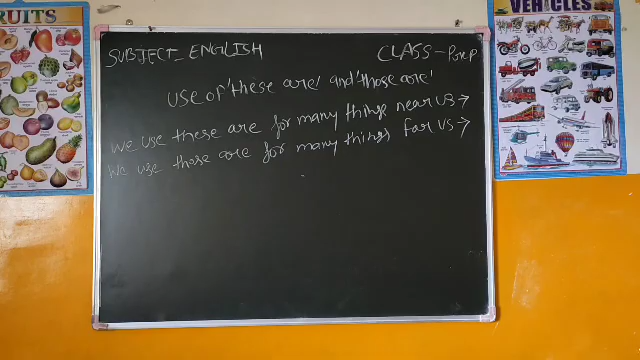 FRUITS
VEHICLES
SUBJECT_ENGLISH
CLASS-Prep
USE OF 'these are' and 'those are'
We use these are for many things near us→
We use those are for many things far us→